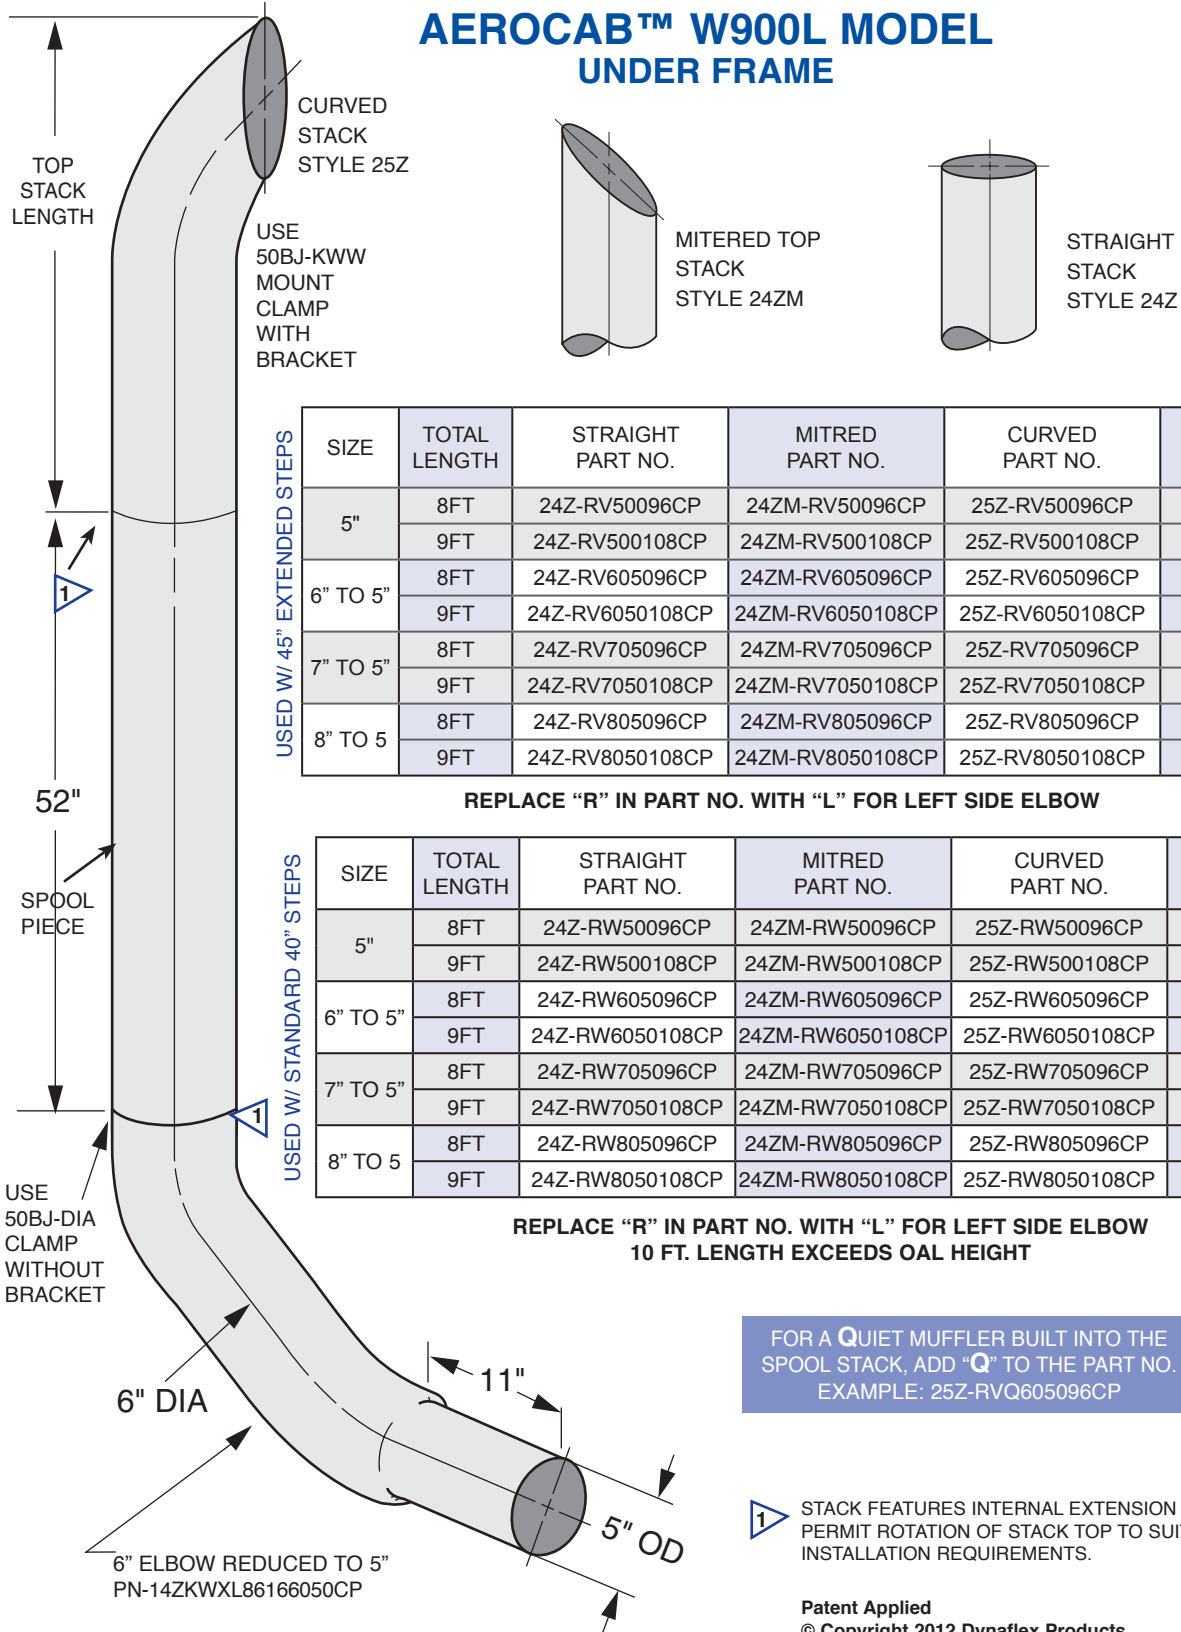 AEROCAB™ W900L MODEL
UNDER FRAME
CURVED
STACK
STYLE 25Z
TOP
STACK
LENGTH
USE
50BJ-KWW
MOUNT
CLAMP
WITH
BRACKET
MITERED TOP
STACK
STYLE 24ZM
STRAIGHT
STACK
STYLE 24Z
USED W/ 45” EXTENDED STEPS
SIZE TOTAL LENGTH STRAIGHT PART NO. MITRED PART NO. CURVED PART NO.
5" 8FT 24Z-RV50096CP 24ZM-RV50096CP 25Z-RV50096CP
9FT 24Z-RV500108CP 24ZM-RV500108CP 25Z-RV500108CP
6” TO 5” 8FT 24Z-RV605096CP 24ZM-RV605096CP 25Z-RV605096CP
9FT 24Z-RV6050108CP 24ZM-RV6050108CP 25Z-RV6050108CP
7” TO 5” 8FT 24Z-RV705096CP 24ZM-RV705096CP 25Z-RV705096CP
9FT 24Z-RV7050108CP 24ZM-RV7050108CP 25Z-RV7050108CP
8” TO 5 8FT 24Z-RV805096CP 24ZM-RV805096CP 25Z-RV805096CP
9FT 24Z-RV8050108CP 24ZM-RV8050108CP 25Z-RV8050108CP
REPLACE “R” IN PART NO. WITH “L” FOR LEFT SIDE ELBOW
1
52"
SPOOL
PIECE
USED W/ STANDARD 40” STEPS
SIZE TOTAL LENGTH STRAIGHT PART NO. MITRED PART NO. CURVED PART NO.
5" 8FT 24Z-RW50096CP 24ZM-RW50096CP 25Z-RW50096CP
9FT 24Z-RW500108CP 24ZM-RW500108CP 25Z-RW500108CP
6” TO 5” 8FT 24Z-RW605096CP 24ZM-RW605096CP 25Z-RW605096CP
9FT 24Z-RW6050108CP 24ZM-RW6050108CP 25Z-RW6050108CP
7” TO 5” 8FT 24Z-RW705096CP 24ZM-RW705096CP 25Z-RW705096CP
9FT 24Z-RW7050108CP 24ZM-RW7050108CP 25Z-RW7050108CP
8” TO 5 8FT 24Z-RW805096CP 24ZM-RW805096CP 25Z-RW805096CP
9FT 24Z-RW8050108CP 24ZM-RW8050108CP 25Z-RW8050108CP
REPLACE “R” IN PART NO. WITH “L” FOR LEFT SIDE ELBOW
10 FT. LENGTH EXCEEDS OAL HEIGHT
1
USE
50BJ-DIA
CLAMP
WITHOUT
BRACKET
6" DIA
11"
5" OD
6” ELBOW REDUCED TO 5”
PN-14ZKWXL86166050CP
FOR A QUIET MUFFLER BUILT INTO THE
SPOOL STACK, ADD “Q” TO THE PART NO.
EXAMPLE: 25Z-RVQ605096CP
1 STACK FEATURES INTERNAL EXTENSION
PERMIT ROTATION OF STACK TOP TO SUIT
INSTALLATION REQUIREMENTS.
Patent Applied
© Copyright 2012 Dynaflex Products